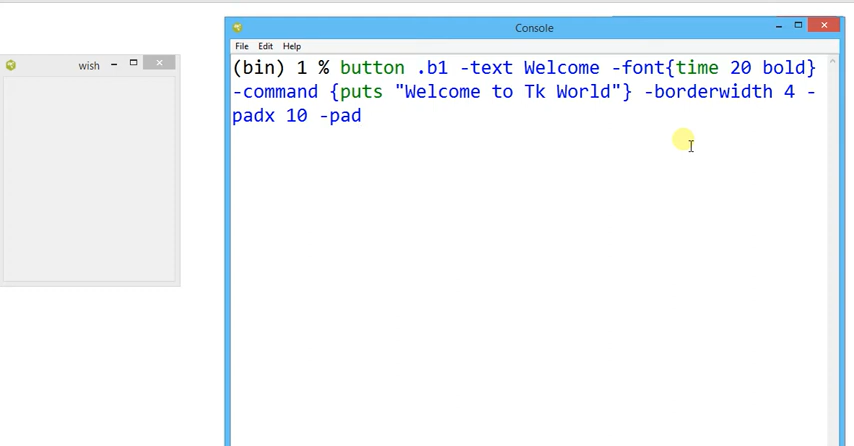 Console
wish
File Edit Help
(bin) 1 % button .b1 -text Welcome -font{time 20 bold}
-command {puts "Welcome to Tk World"} -borderwidth 4 -
padx 10 -pad